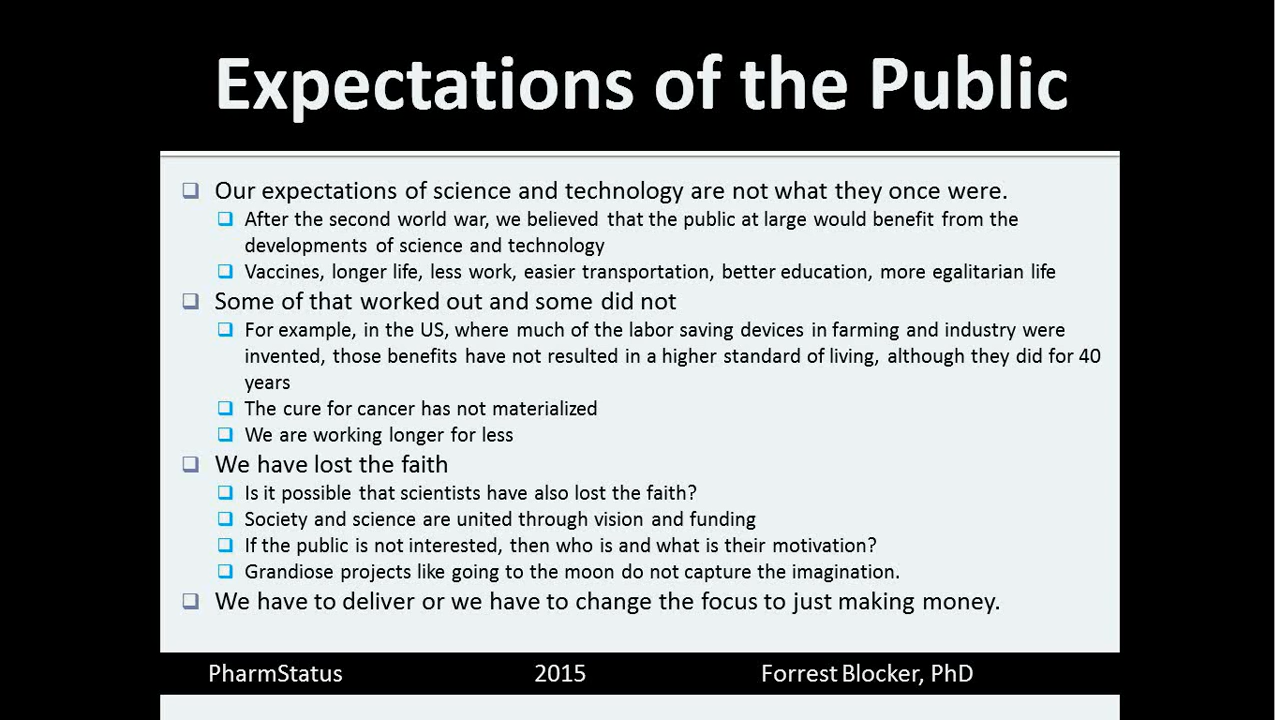 Expectations of the Public
Our expectations of science and technology are not what they once were.
After the second world war, we believed that the public at large would benefit from the
developments of science and technology
Vaccines, longer life, less work, easier transportation, better education, more egalitarian life
Some of that worked out and some did not
For example, in the US, where much of the labor saving devices in farming and industry were
invented, those benefits have not resulted in a higher standard of living, although they did for 40
years
The cure for cancer has not materialized
We are working longer for less
We have lost the faith
Is it possible that scientists have also lost the faith?
Society and science are united through vision and funding
If the public is not interested, then who is and what is their motivation?
Grandiose projects like going to the moon do not capture the imagination.
We have to deliver or we have to change the focus to just making money.
PharmStatus 2015 Forrest Blocker, PhD